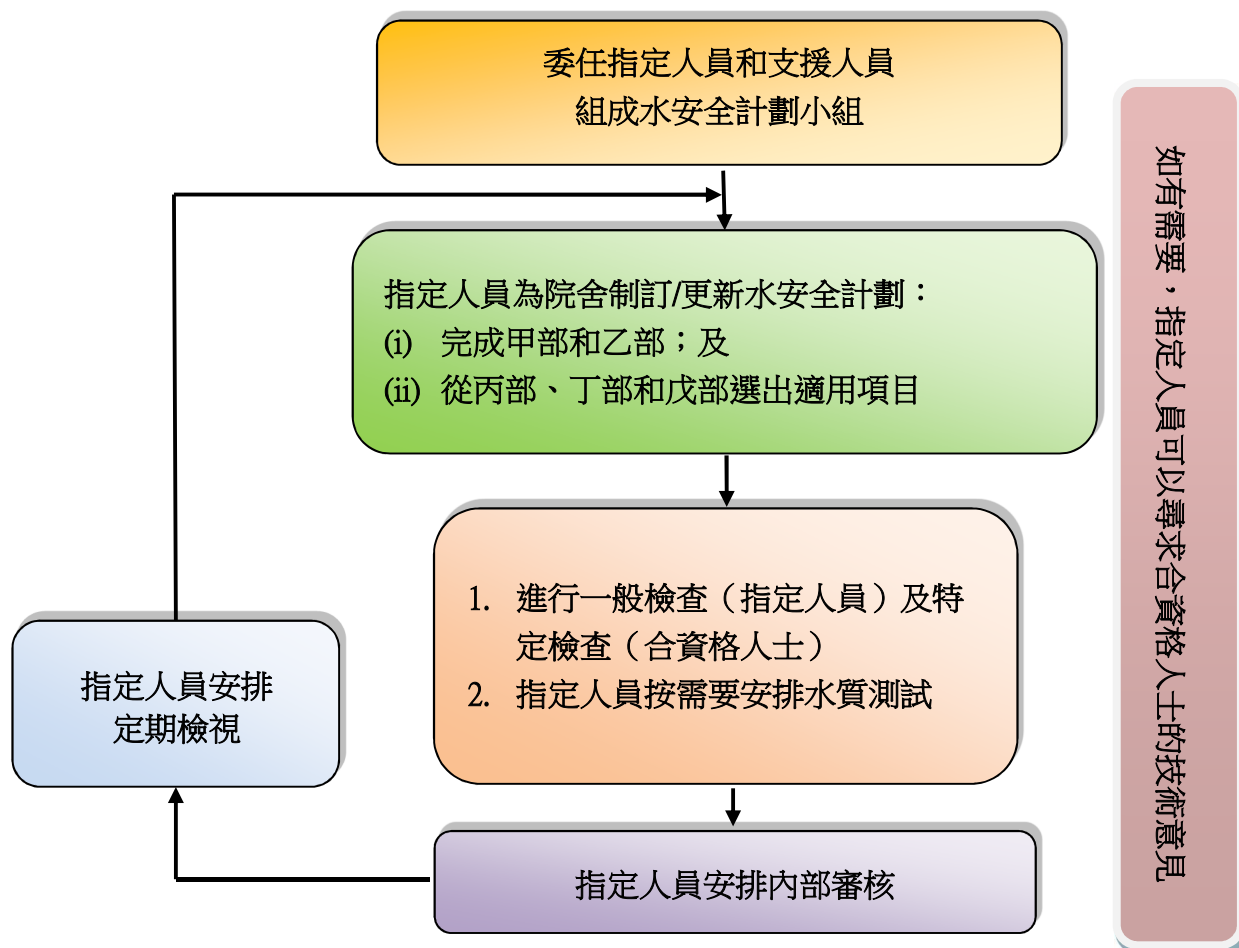 委任指定人員和支援人員
組成水安全計劃小組
指定人員為院舍制訂/更新水安全計劃：
(i) 完成甲部和乙部；及
(ii) 從丙部、丁部和戊部選出適用項目
1. 進行一般檢查（指定人員）及特
定檢查（合資格人士）
2. 指定人員按需要安排水質測試
指定人員安排
定期檢視
指定人員安排內部審核
如有需要，指定人員可以尋求合資格人士的技術意見